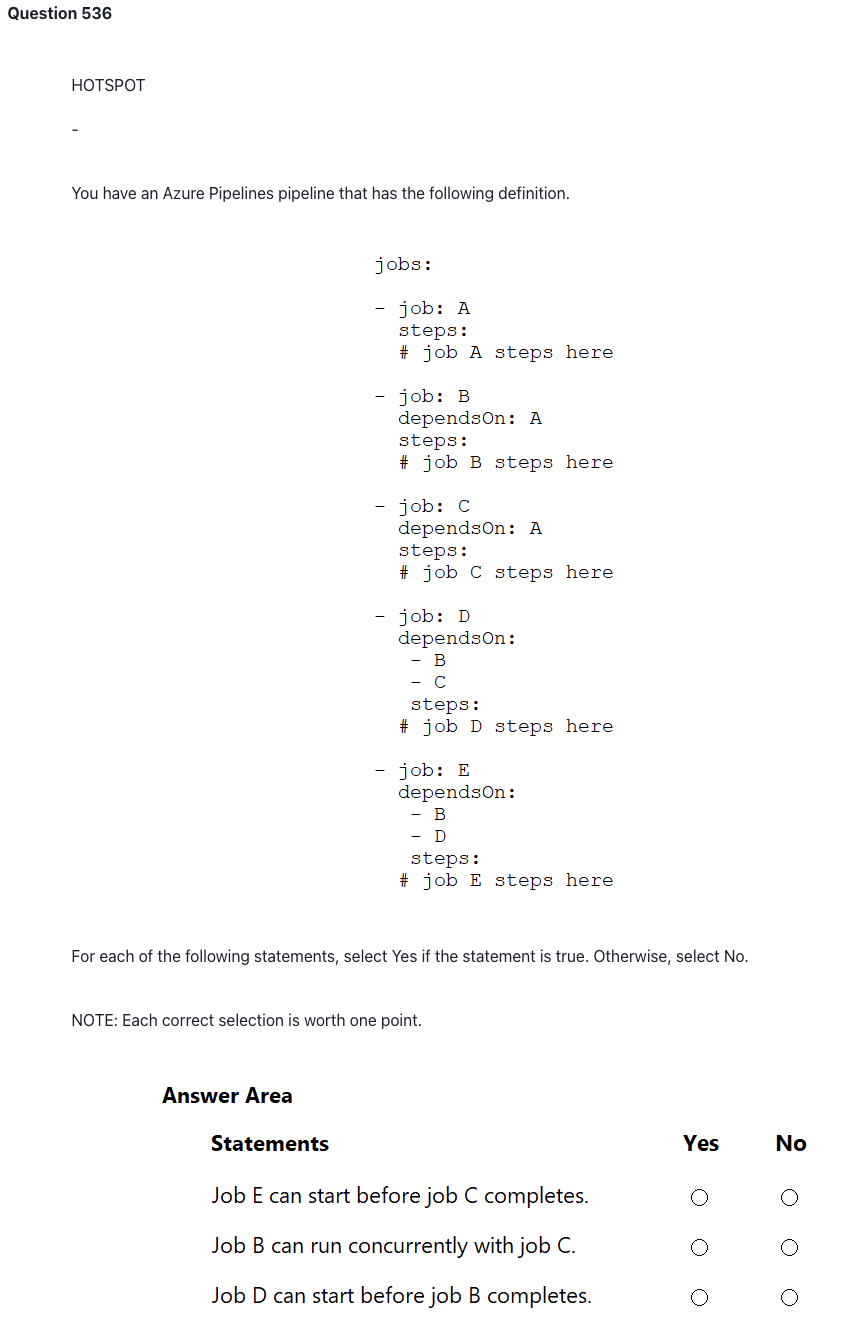 Question 536
HOTSPOT
-
You have an Azure Pipelines pipeline that has the following definition.
jobs:
- job: A
  steps:
  # job A steps here
- job: B
  dependsOn: A
  steps:
  # job B steps here
- job: C
  dependsOn: A
  steps:
  # job C steps here
- job: D
  dependsOn:
   - B
   - C
   steps:
  # job D steps here
- job: E
  dependsOn:
   - B
   - D
   steps:
  # job E steps here
For each of the following statements, select Yes if the statement is true. Otherwise, select No.
NOTE: Each correct selection is worth one point.
Answer Area
Statements Yes No
Job E can start before job C completes.
Job B can run concurrently with job C.
Job D can start before job B completes.